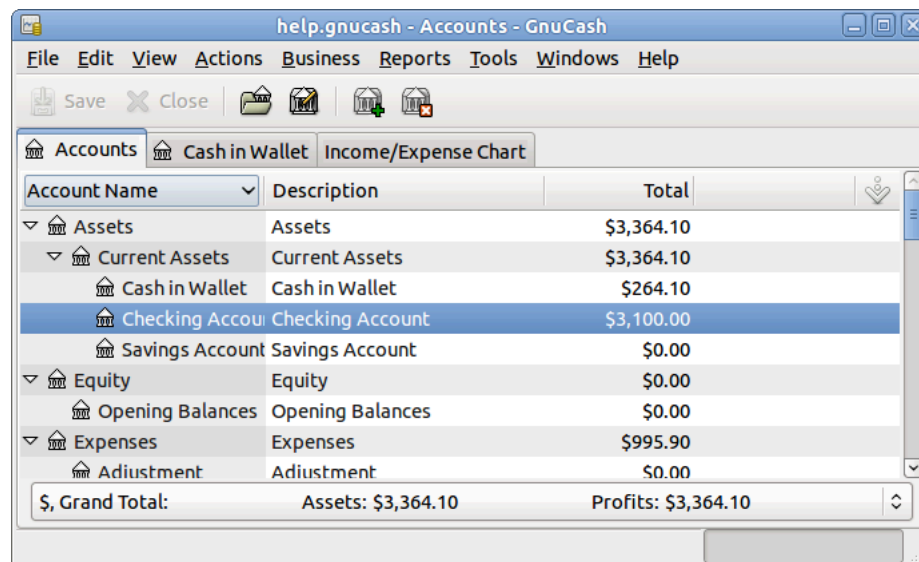 help.gnucash - Accounts - GnuCash
File Edit View Actions Business Reports Tools Windows Help
Save Close
Accounts Cash in Wallet Income/Expense Chart
Account Name Description Total
Assets Assets $3,364.10
Current Assets Current Assets $3,364.10
Cash in Wallet Cash in Wallet $264.10
Checking Accou Checking Account $3,100.00
Savings Account Savings Account $0.00
Equity Equity $0.00
Opening Balances Opening Balances $0.00
Expenses Expenses $995.90
Adjustment Adjustment $0.00
$, Grand Total: Assets: $3,364.10 Profits: $3,364.10